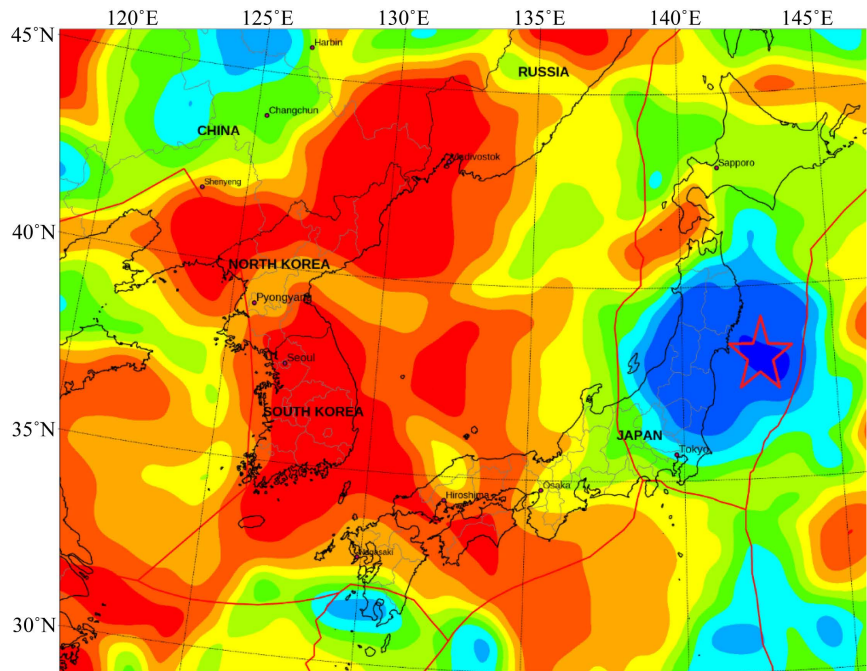 120°E 125°E 130°E 135°E 140°E 145°E
45°N
Harbin
RUSSIA
Changchun
CHINA
Vladivostok
Sapporo
Shenyeng
40°N
NORTH KOREA
Pyongyang
Seoul
35°N
SOUTH KOREA
JAPAN
Tokyo
Osaka
Hiroshima
Nagasaki
30°N